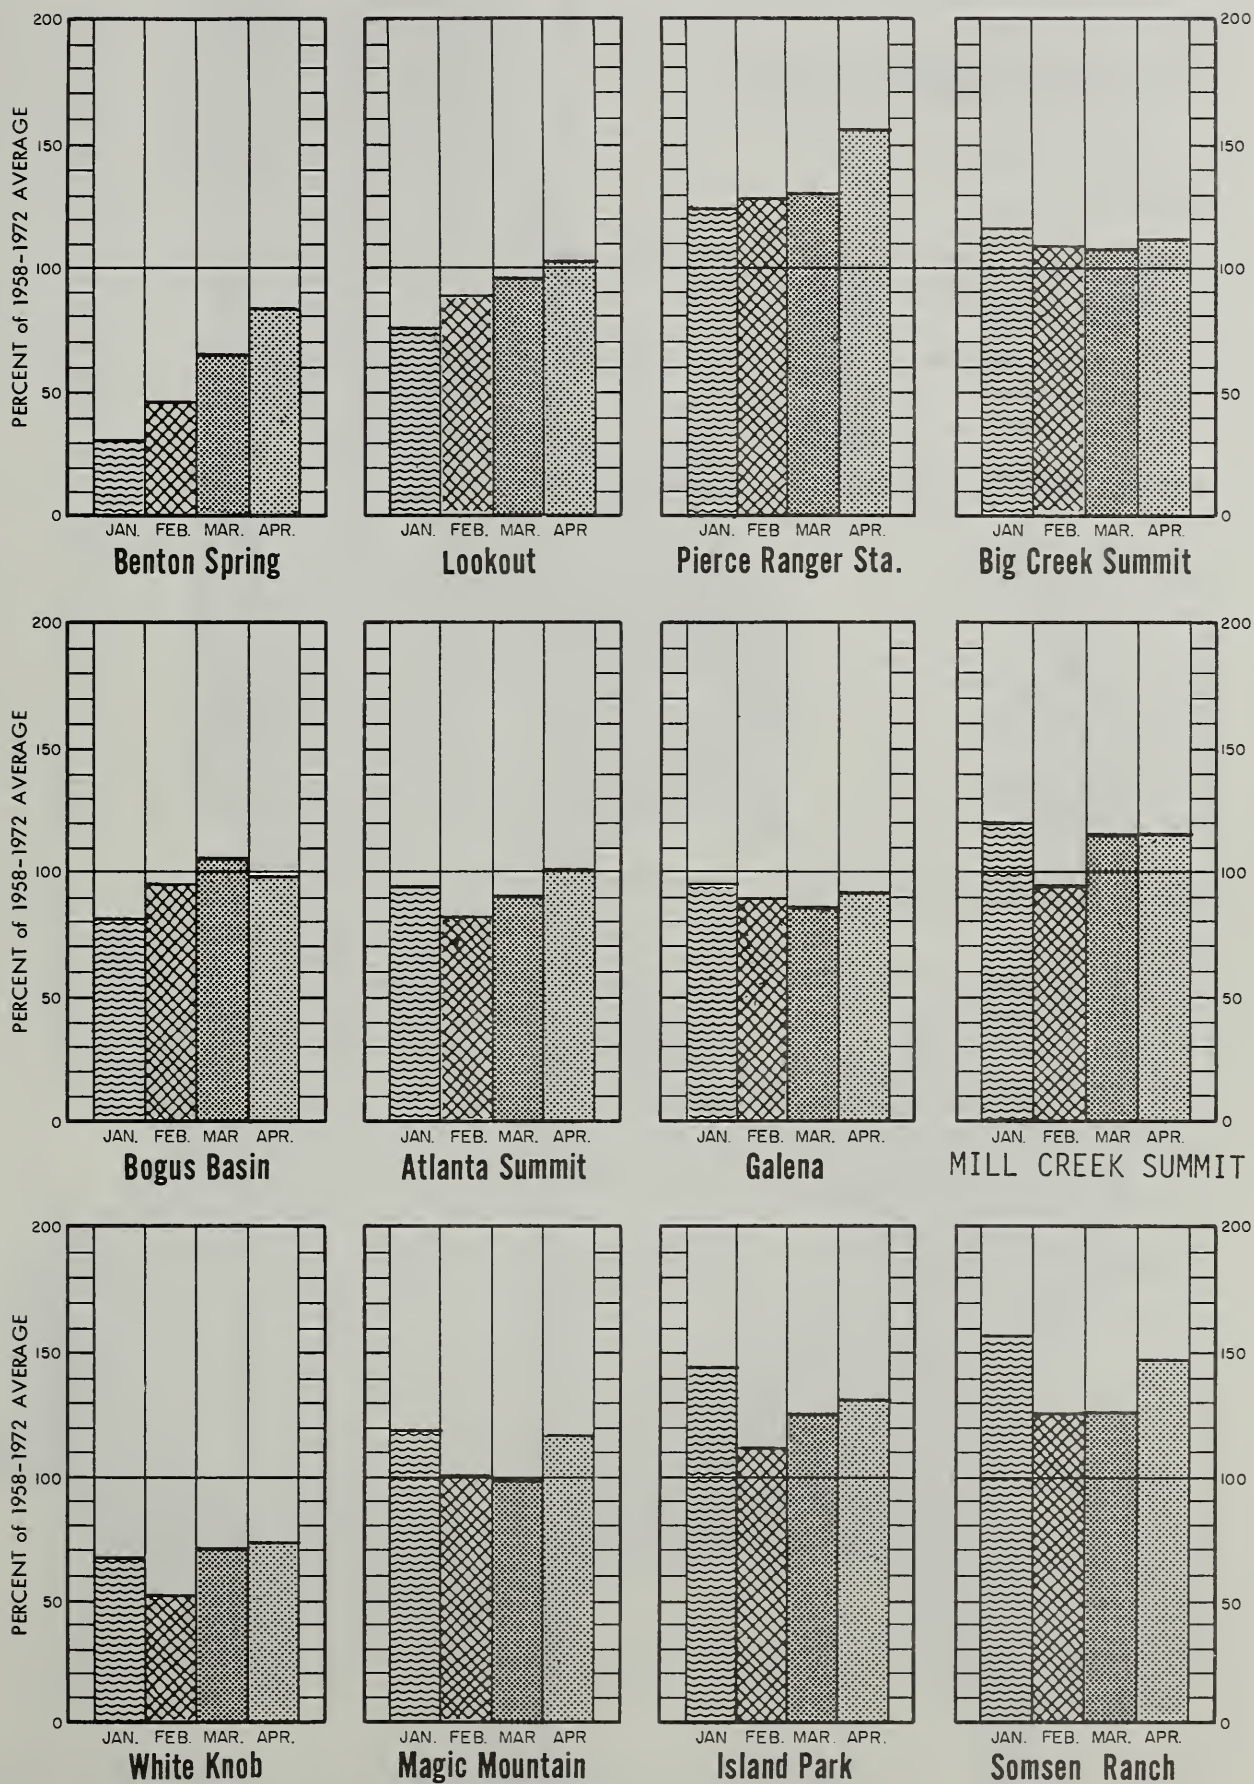 200
200
PERCENT of 1958-1972 AVERAGE
150
150
100
100
50
50
0
0
JAN. FEB. MAR. APR.
JAN. FEB. MAR APR.
JAN. FEB. MAR. APR
JAN FEB. MAR. APR.
Benton Spring
Lookout
Pierce Ranger Sta.
Big Creek Summit
200
200
PERCENT of 1958-1972 AVERAGE
150
150
100
100
50
50
0
0
JAN. FEB. MAR APR.
JAN. FEB. MAR. APR.
JAN FEB. MAR. APR.
JAN. FEB. MAR APR.
Bogus Basin
Atlanta Summit
Galena
MILL CREEK SUMMIT
200
200
PERCENT of 1958-1972 AVERAGE
150
150
100
100
50
50
0
0
JAN. FEB. MAR. APR.
JAN. FEB. MAR. APR.
JAN FEB. MAR. APR.
JAN. FEB. MAR. APR.
White Knob
Magic Mountain
Island Park
Somsen Ranch